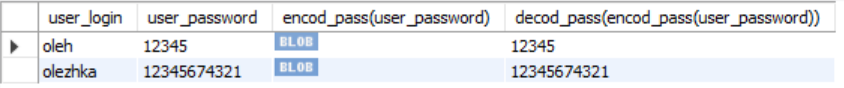 user_login user_password encod_pass(user_password) decod_pass(encod_pass(user_password))
oleh 12345 BLOB 12345
olezhka 12345674321 BLOB 12345674321